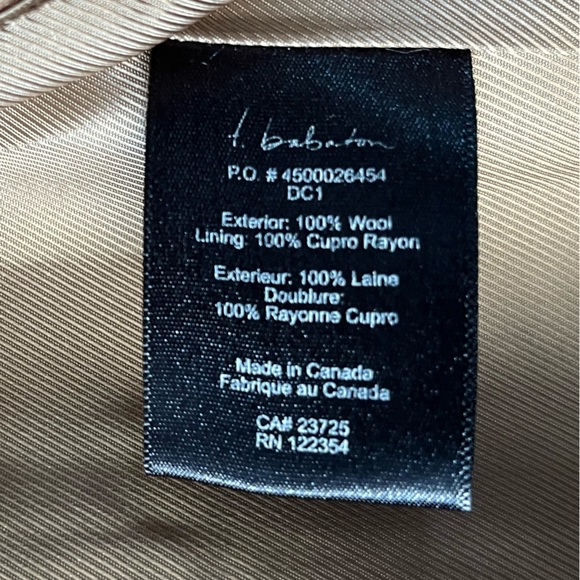 t. babaton
P.O. # 4500026454
DC1
Exterior: 100% Wool
Lining: 100% Cupro Rayon
Exterieur: 100% Laine
Doublure:
100% Rayonne Cupro
Made in Canada
Fabrique au Canada
CA# 23725
RN 122354